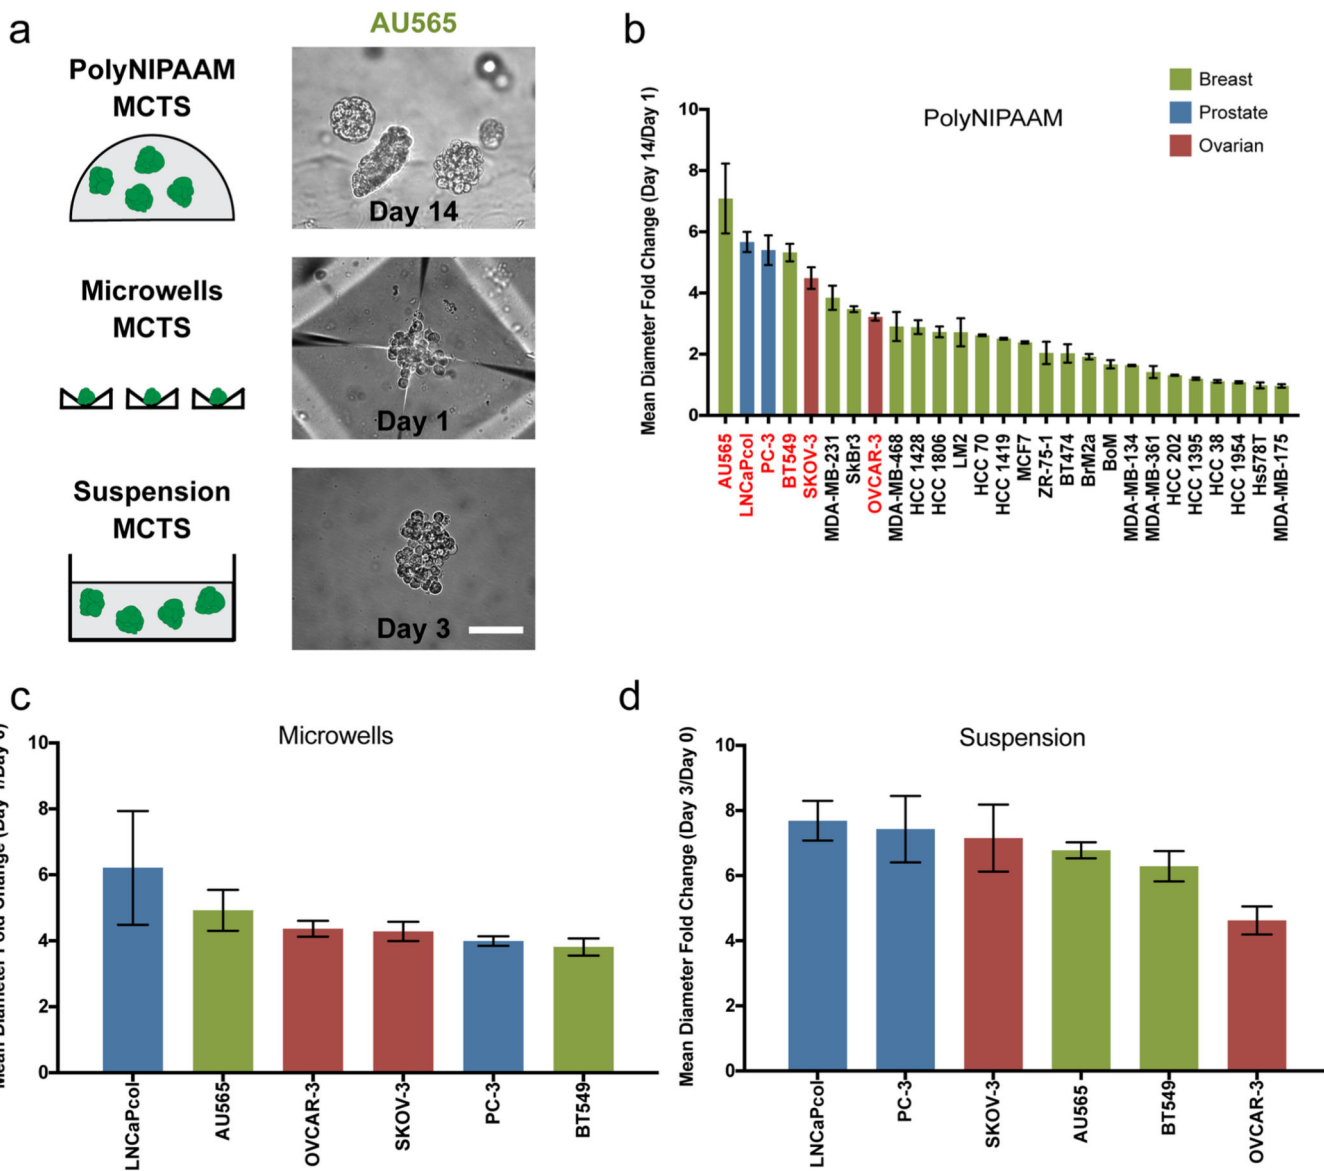 a
AU565
PolyNIPAAM
MCTS
Day 14
Microwells
MCTS
Day 1
Suspension
MCTS
Day 3
b
PolyNIPAAM
Breast
Prostate
Ovarian
Mean Diameter Fold Change (Day 14/Day 1)
10
8
6
4
2
0
AU565
LNCaPcol
PC-3
BT549
SKOV-3
MDA-MB-231
SkBr3
OVCAR-3
MDA-MB-468
HCC 1428
HCC 1806
LM2
HCC 70
HCC 1419
MCF7
ZR-75-1
BT474
BrM2a
BoM
MDA-MB-134
MDA-MB-361
HCC 202
HCC 1395
HCC 38
HCC 1954
Hs578T
MDA-MB-175
c
Microwells
Diameter Fold Change
10
8
6
4
2
0
LNCaPcol
AU565
OVCAR-3
SKOV-3
PC-3
BT549
d
Suspension
Mean Diameter Fold Change (Day 3/Day 0)
10
8
6
4
2
0
LNCaPcol
PC-3
SKOV-3
AU565
BT549
OVCAR-3